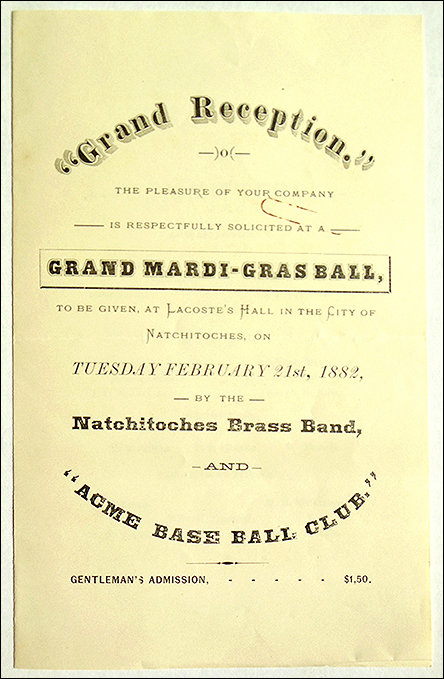 "Grand Reception."
—)o(—
THE PLEASURE OF YOUR COMPANY
— IS RESPECTFULLY SOLICITED AT A —
GRAND MARDI-GRAS BALL,
TO BE GIVEN, AT LACOSTE'S HALL IN THE CITY OF
NATCHITOCHES, ON
TUESDAY FEBRUARY 21st, 1882,
— BY THE —
Natchitoches Brass Band,
– AND –
"ACME BASE BALL CLUB."
GENTLEMAN'S ADMISSION, - - - - - $1,50.